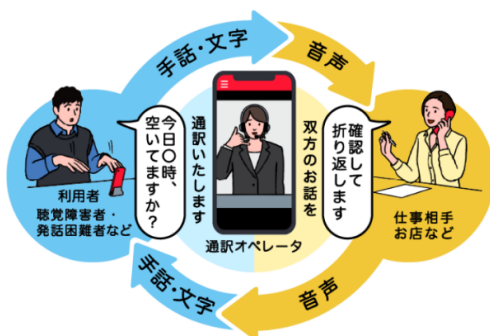 手話・文字
音声
今日〇時、
空いてますか？
通訳いたします
双方のお話を
確認して
折り返します
利用者
聴覚障害者・
発話困難者など
通訳オペレータ
仕事相手
お店など
手話・文字
音声